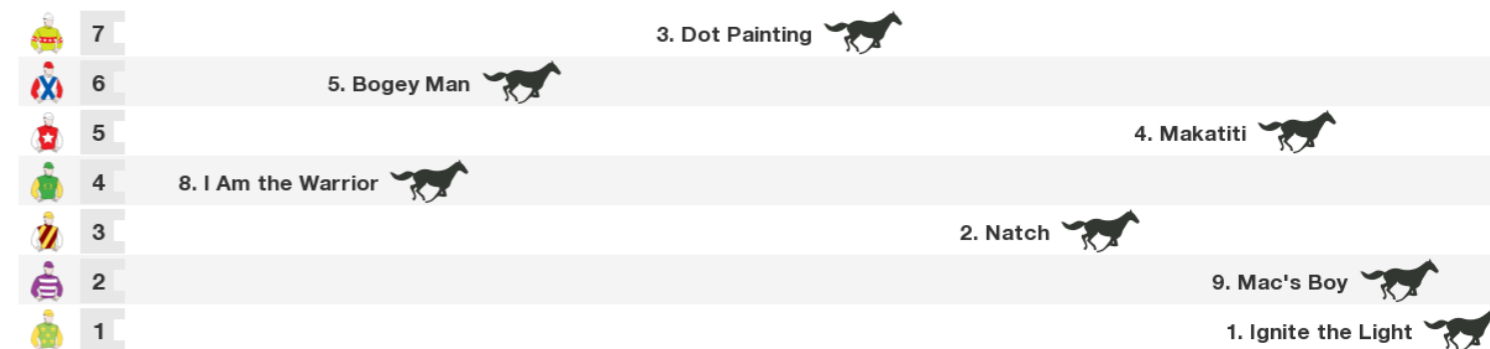 7 3. Dot Painting
6 5. Bogey Man
5 4. Makatiti
4 8. I Am the Warrior
3 2. Natch
2 9. Mac's Boy
1 1. Ignite the Light